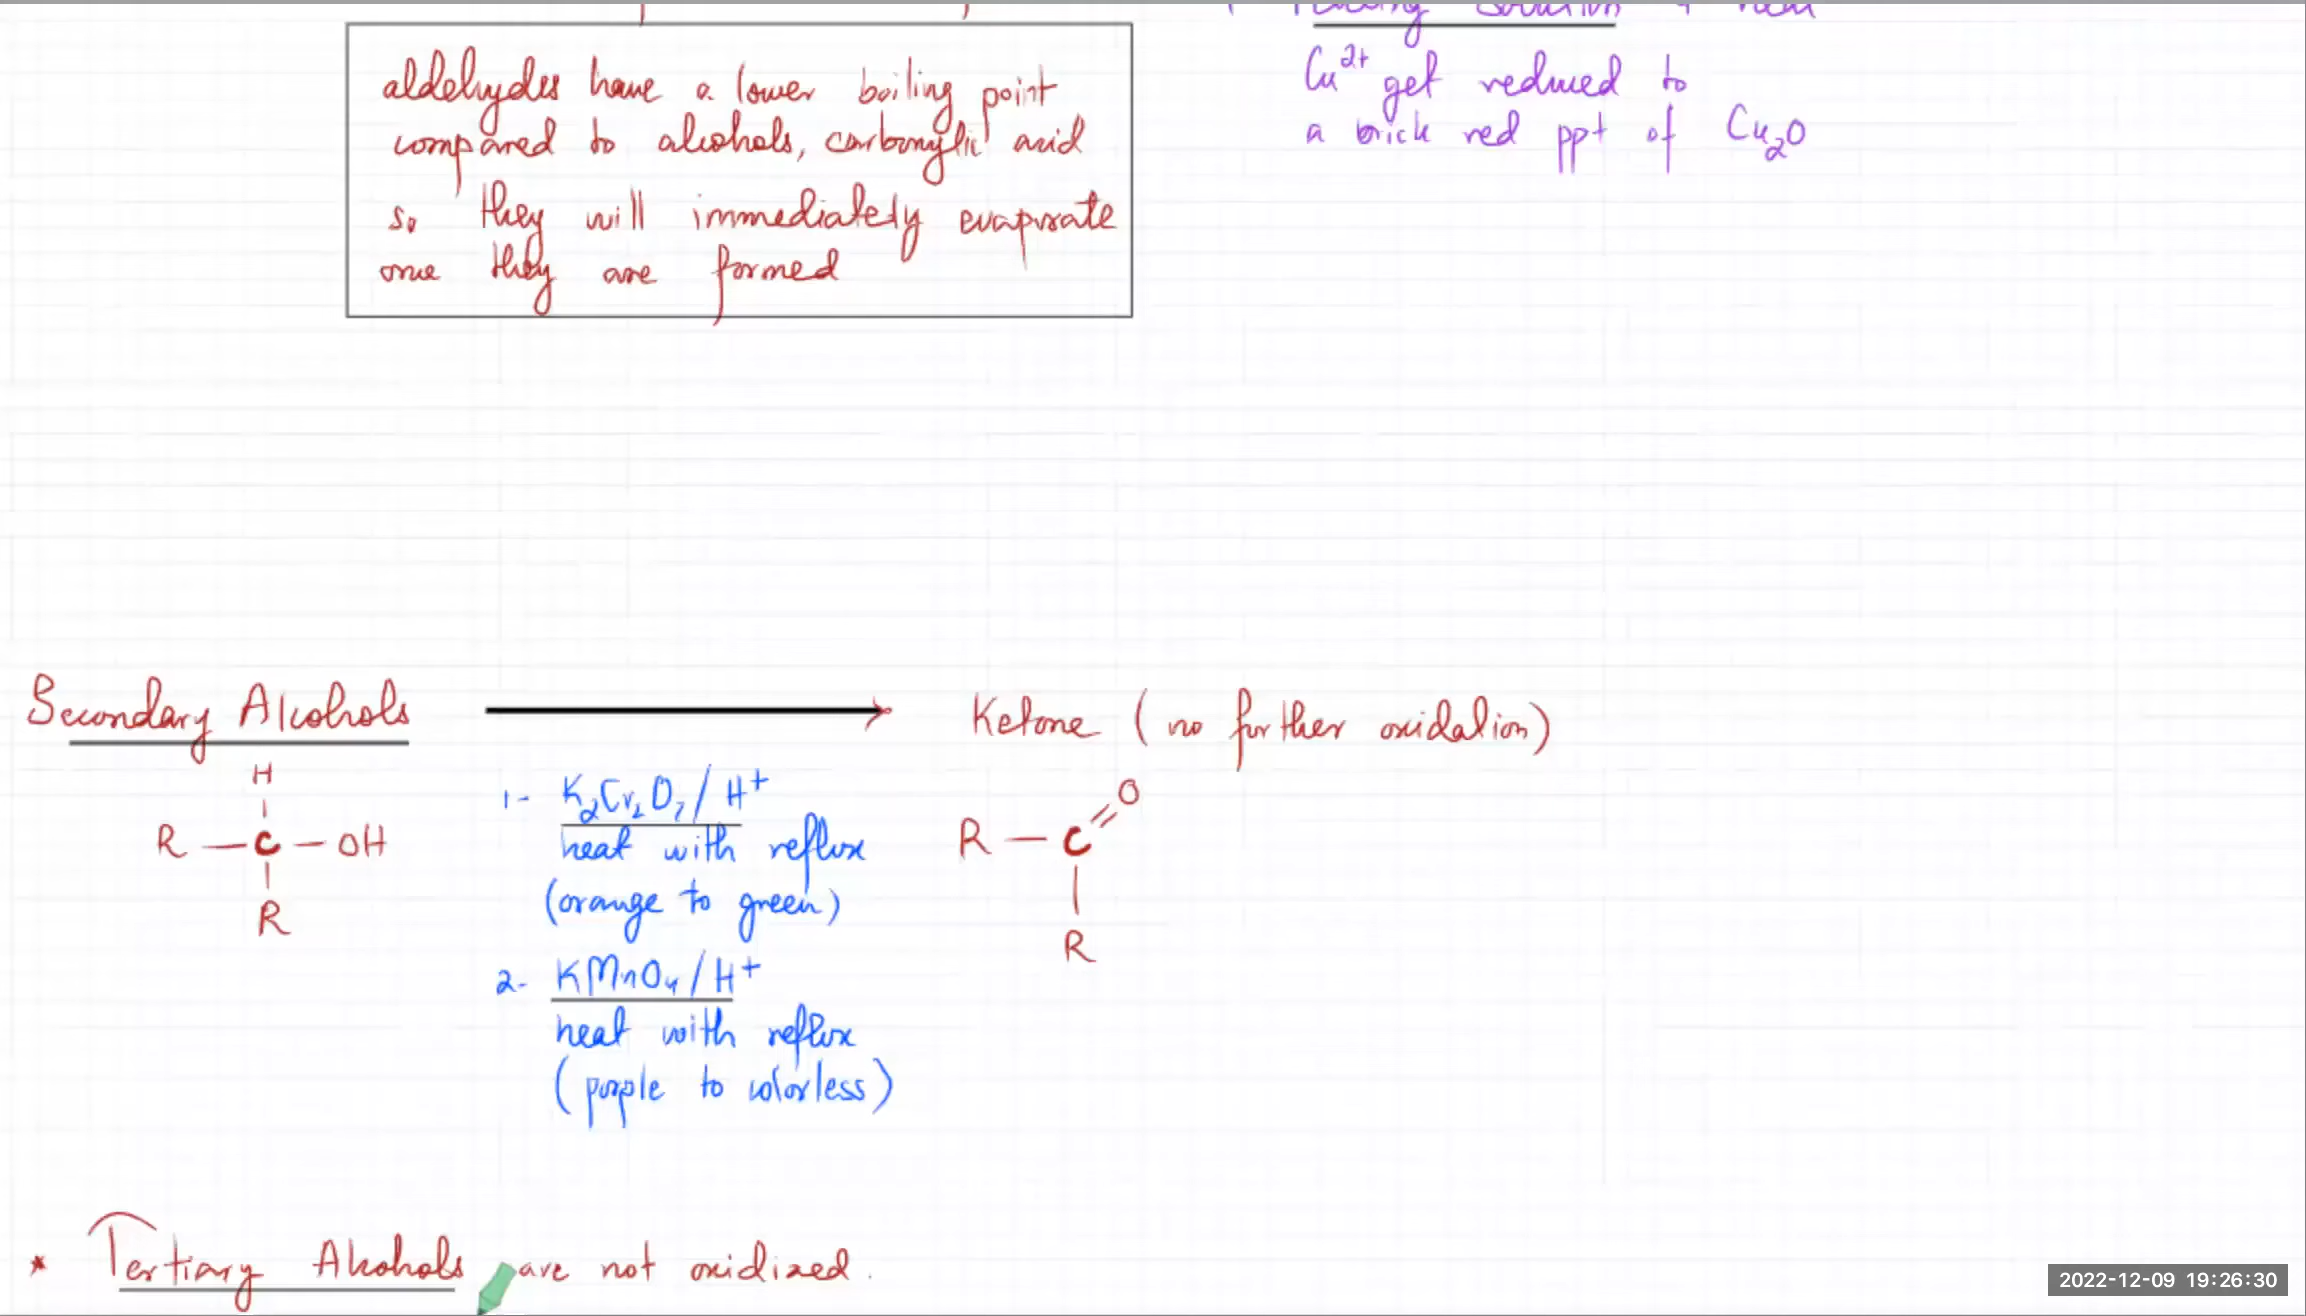 aldehydes have a lower boiling point
compared to alcohols, carboxylic acid
so they will immediately evaporate
once they are formed
solution + heat
Cu²⁺ get reduced to
a brick red ppt of Cu₂O
Secondary Alcohols
Ketone (no further oxidation)
H
R – C – OH
R
1- K₂Cr₂O₇/H⁺
heat with reflux
(orange to green)
2- KMnO₄/H⁺
heat with reflux
(purple to colorless)
O
R – C
R
* Tertiary Alcohols are not oxidized.
2022-12-09 19:26:30